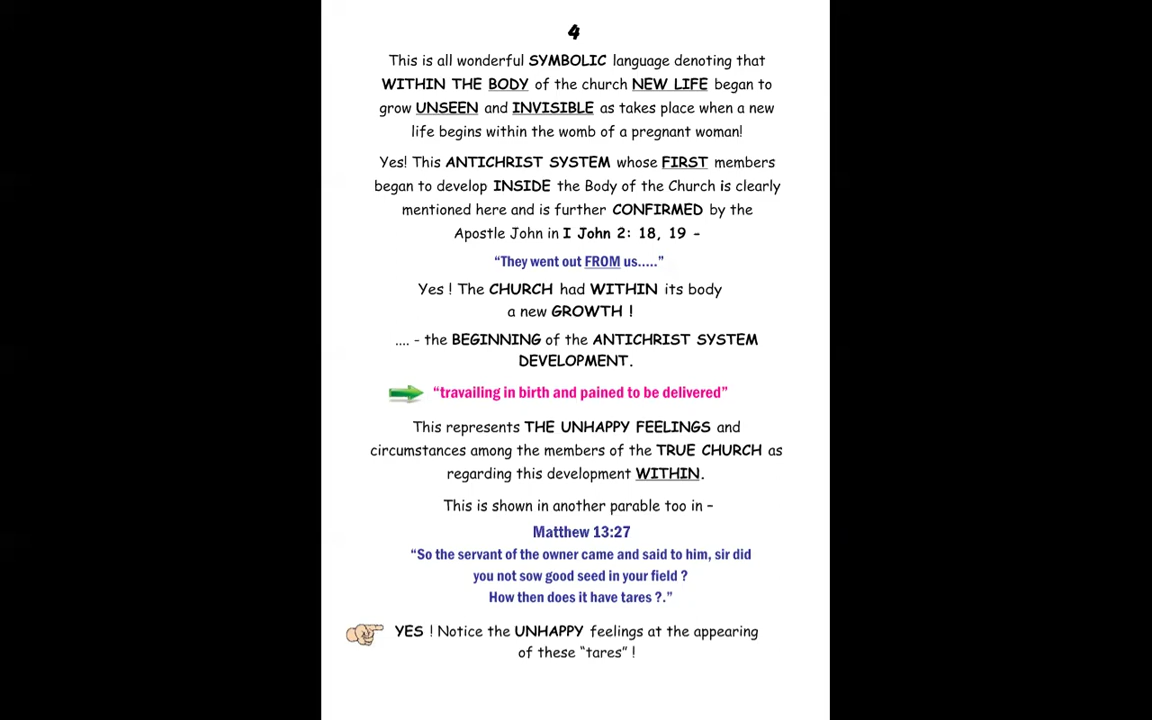 4
This is all wonderful SYMBOLIC language denoting that
WITHIN THE BODY of the church NEW LIFE began to
grow UNSEEN and INVISIBLE as takes place when a new
life begins within the womb of a pregnant woman!
Yes! This ANTICHRIST SYSTEM whose FIRST members
began to develop INSIDE the Body of the Church is clearly
mentioned here and is further CONFIRMED by the
Apostle John in I John 2: 18, 19 –
“They went out FROM us.....”
Yes ! The CHURCH had WITHIN its body
a new GROWTH !
.... - the BEGINNING of the ANTICHRIST SYSTEM
DEVELOPMENT.
“travailing in birth and pained to be delivered”
This represents THE UNHAPPY FEELINGS and
circumstances among the members of the TRUE CHURCH as
regarding this development WITHIN.
This is shown in another parable too in –
Matthew 13:27
“So the servant of the owner came and said to him, sir did
you not sow good seed in your field ?
How then does it have tares ?.”
YES ! Notice the UNHAPPY feelings at the appearing
of these “tares” !